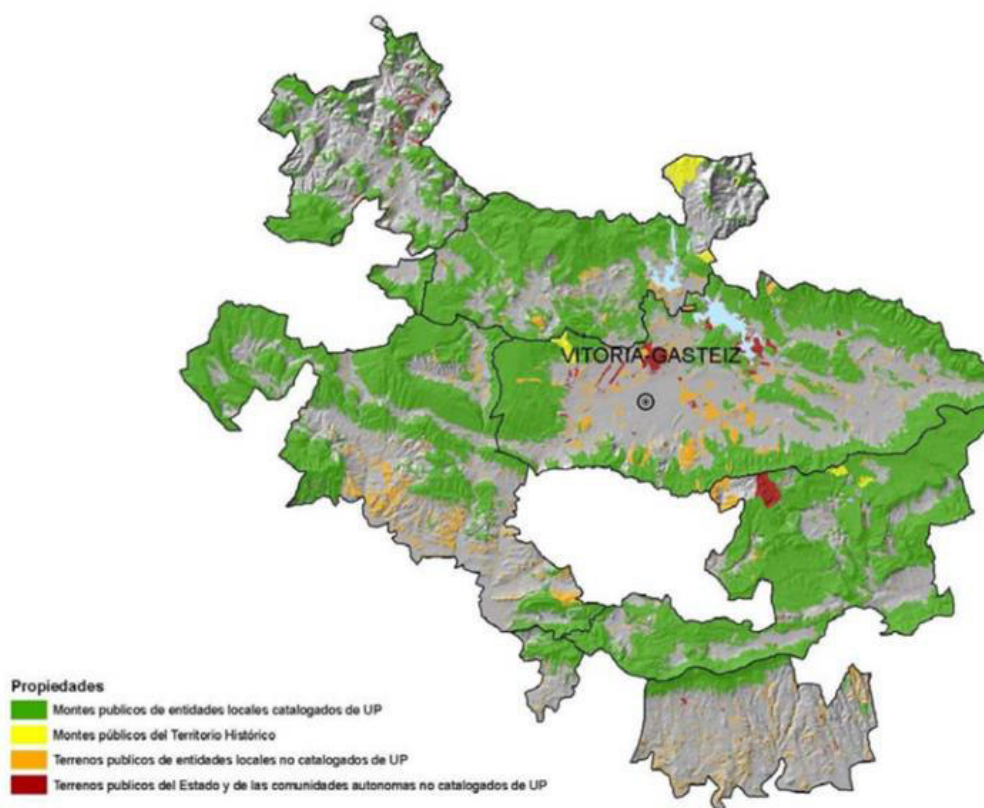 VITORIA-GASTEIZ
Propiedades
Montes publicos de entidades locales catalogados de UP
Montes públicos del Territorio Histórico
Terrenos publicos de entidades locales no catalogados de UP
Terrenos publicos del Estado y de las comunidades autonomas no catalogados de UP